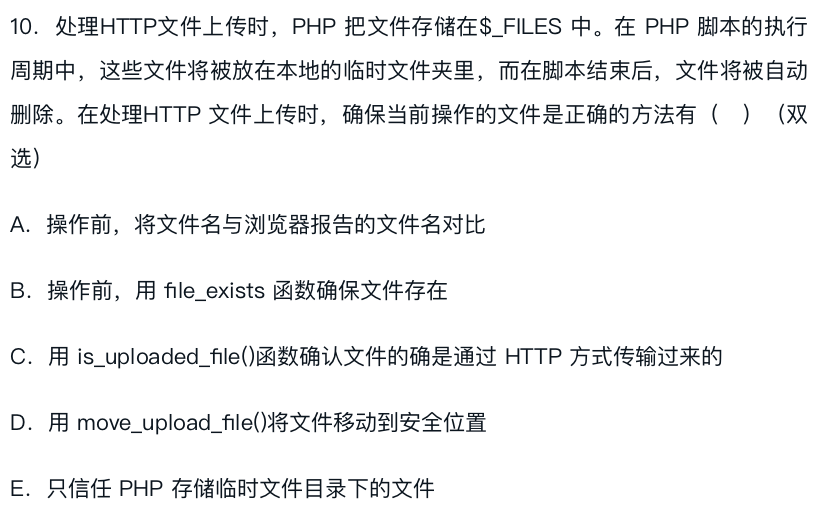 10．处理HTTP文件上传时，PHP 把文件存储在$_FILES 中。在 PHP 脚本的执行
周期中，这些文件将被放在本地的临时文件夹里，而在脚本结束后，文件将被自动
删除。在处理HTTP 文件上传时，确保当前操作的文件是正确的方法有（　）（双
选）
A．操作前，将文件名与浏览器报告的文件名对比
B．操作前，用 file_exists 函数确保文件存在
C．用 is_uploaded_file()函数确认文件的确是通过 HTTP 方式传输过来的
D．用 move_upload_file()将文件移动到安全位置
E．只信任 PHP 存储临时文件目录下的文件